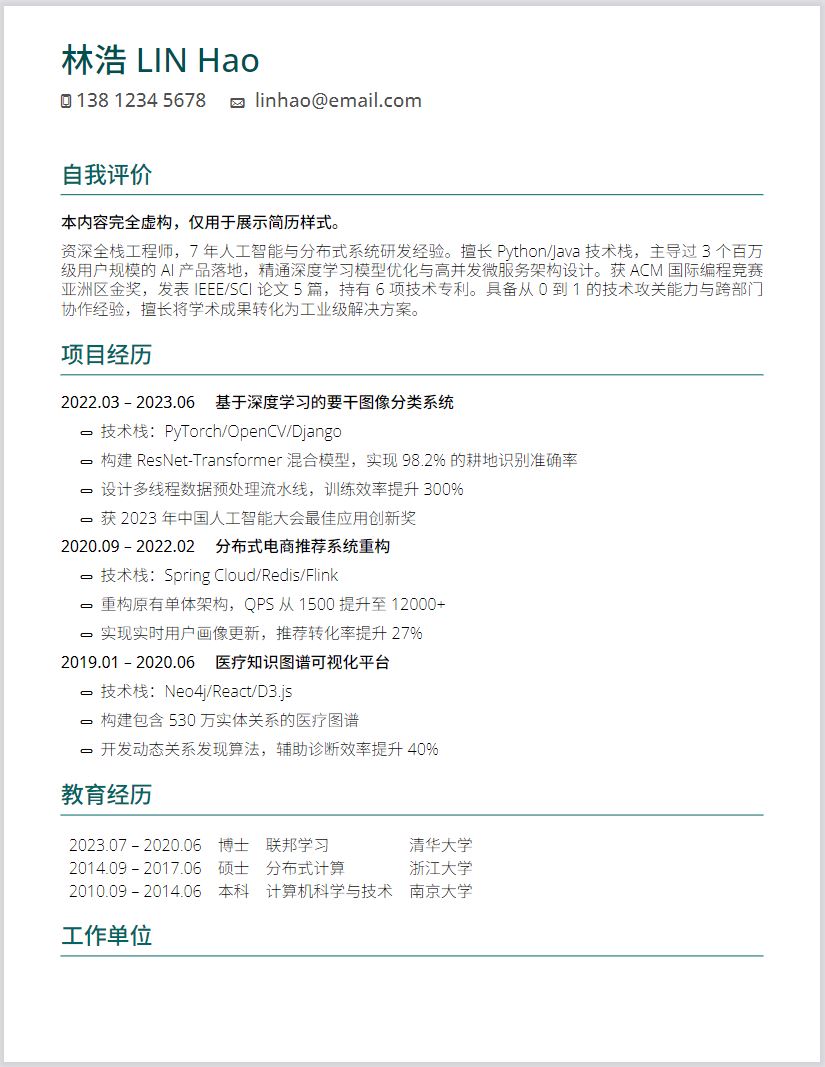 林浩 LIN Hao
138 1234 5678 linhao@email.com
自我评价
本内容完全虚构，仅用于展示简历样式。
资深全栈工程师，7 年人工智能与分布式系统研发经验。擅长 Python/Java 技术栈，主导过 3 个百万
级用户规模的 AI 产品落地，精通深度学习模型优化与高并发微服务架构设计。获 ACM 国际编程竞赛
亚洲区金奖，发表 IEEE/SCI 论文 5 篇，持有 6 项技术专利。具备从 0 到 1 的技术攻关能力与跨部门
协作经验，擅长将学术成果转化为工业级解决方案。
项目经历
2022.03 – 2023.06 基于深度学习的要干图像分类系统
技术栈：PyTorch/OpenCV/Django
构建 ResNet-Transformer 混合模型，实现 98.2% 的耕地识别准确率
设计多线程数据预处理流水线，训练效率提升 300%
获 2023 年中国人工智能大会最佳应用创新奖
2020.09 – 2022.02 分布式电商推荐系统重构
技术栈：Spring Cloud/Redis/Flink
重构原有单体架构，QPS 从 1500 提升至 12000+
实现实时用户画像更新，推荐转化率提升 27%
2019.01 – 2020.06 医疗知识图谱可视化平台
技术栈：Neo4j/React/D3.js
构建包含 530 万实体关系的医疗图谱
开发动态关系发现算法，辅助诊断效率提升 40%
教育经历
2023.07 – 2020.06 博士 联邦学习 清华大学
2014.09 – 2017.06 硕士 分布式计算 浙江大学
2010.09 – 2014.06 本科 计算机科学与技术 南京大学
工作单位